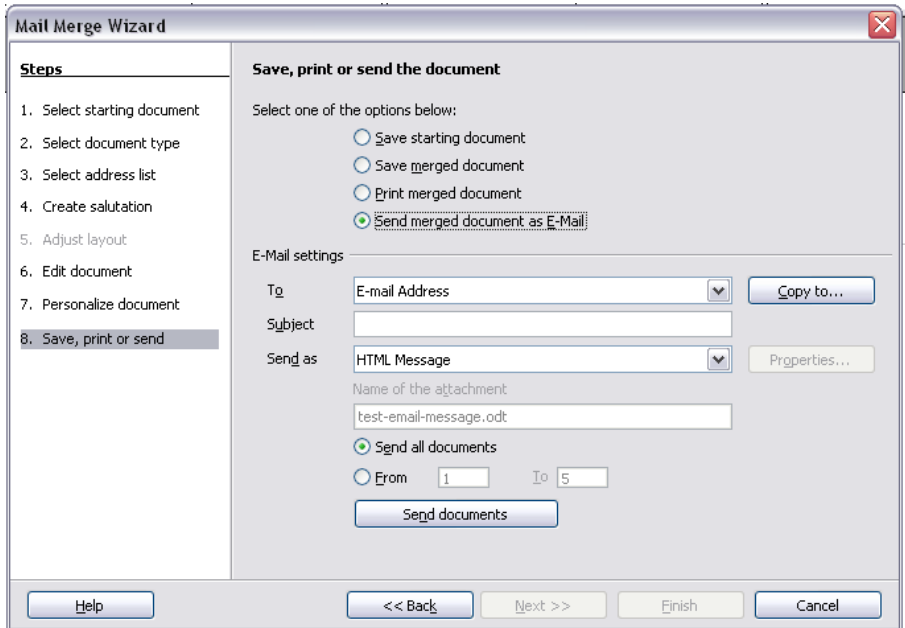 Mail Merge Wizard
Steps
1. Select starting document
2. Select document type
3. Select address list
4. Create salutation
5. Adjust layout
6. Edit document
7. Personalize document
8. Save, print or send
Save, print or send the document
Select one of the options below:
Save starting document
Save merged document
Print merged document
Send merged document as E-Mail
E-Mail settings
To E-mail Address Copy to...
Subject
Send as HTML Message Properties...
Name of the attachment
test-email-message.odt
Send all documents
From 1 To 5
Send documents
Help << Back Next >> Finish Cancel